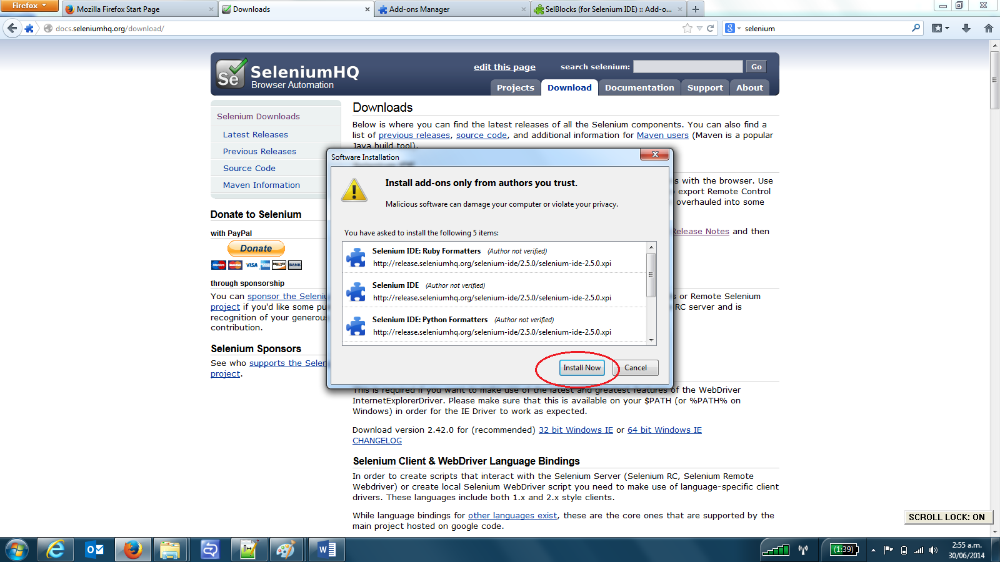 Firefox
Mozilla Firefox Start Page
Downloads
Add-ons Manager
SelBlocks (for Selenium IDE) :: Add-o...
docs.seleniumhq.org/download/
selenium
SeleniumHQ
Browser Automation
edit this page
search selenium:
Go
Projects
Download
Documentation
Support
About
Selenium Downloads
Latest Releases
Previous Releases
Source Code
Maven Information
Donate to Selenium
with PayPal
Donate
VISA
BANK
through sponsorship
You can sponsor the Seleniu
project if you'd like some pu
recognition of your generous
contribution.
Selenium Sponsors
See who supports the Selen
project.
Downloads
Below is where you can find the latest releases of all the Selenium components. You can also find a
list of previous releases, source code, and additional information for Maven users (Maven is a popular
Java build tool).
s with the browser. Use
export Remote Control
overhauled into some
Release Notes and then
s or Remote Selenium
RC server and is
Software Installation
Install add-ons only from authors you trust.
Malicious software can damage your computer or violate your privacy.
You have asked to install the following 5 items:
Selenium IDE: Ruby Formatters (Author not verified)
http://release.seleniumhq.org/selenium-ide/2.5.0/selenium-ide-2.5.0.xpi
Selenium IDE (Author not verified)
http://release.seleniumhq.org/selenium-ide/2.5.0/selenium-ide-2.5.0.xpi
Selenium IDE: Python Formatters (Author not verified)
http://release.seleniumhq.org/selenium-ide/2.5.0/selenium-ide-2.5.0.xpi
Install Now
Cancel
This is required if you want to make use of the latest and greatest features of the WebDriver
InternetExplorerDriver. Please make sure that this is available on your $PATH (or %PATH% on
Windows) in order for the IE Driver to work as expected.
Download version 2.42.0 for (recommended) 32 bit Windows IE or 64 bit Windows IE
CHANGELOG
Selenium Client & WebDriver Language Bindings
In order to create scripts that interact with the Selenium Server (Selenium RC, Selenium Remote
Webdriver) or create local Selenium WebDriver script you need to make use of language-specific client
drivers. These languages include both 1.x and 2.x style clients.
While language bindings for other languages exist, these are the core ones that are supported by the
main project hosted on google code.
SCROLL LOCK: ON
(1:39)
2:55 a.m.
30/06/2014